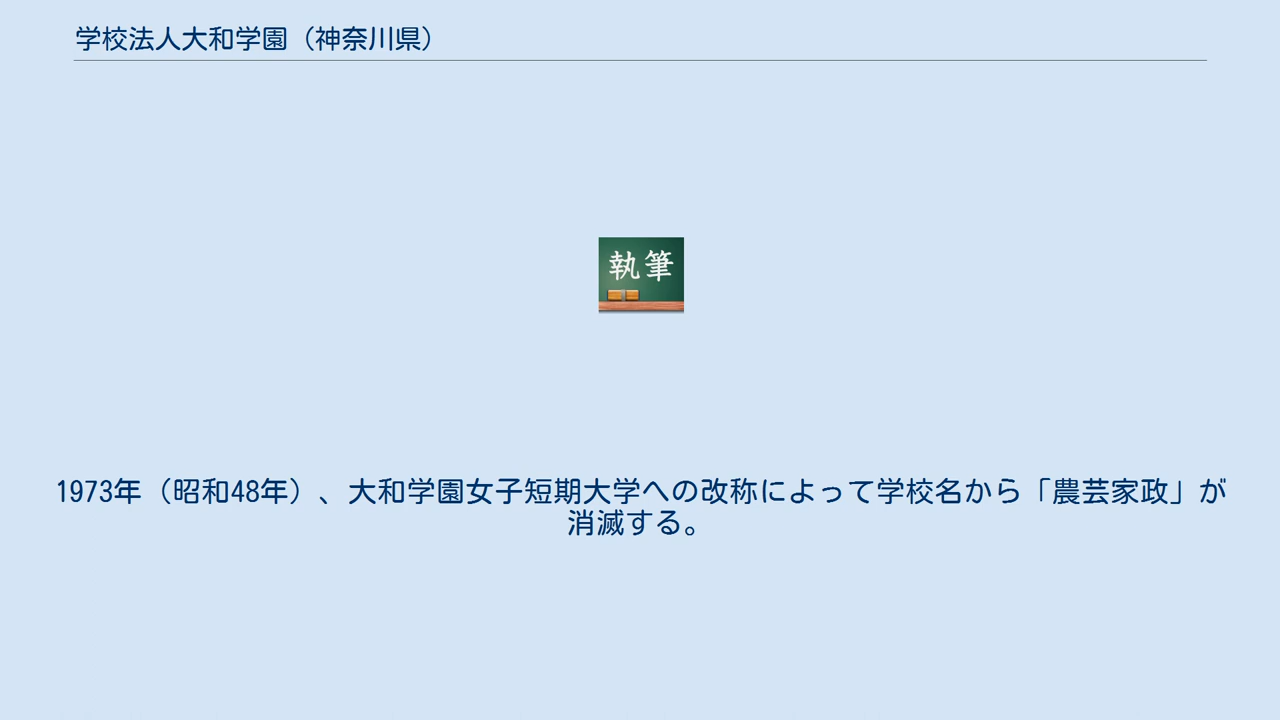 学校法人大和学園（神奈川県）
執筆
1973年（昭和48年）、大和学園女子短期大学への改称によって学校名から「農芸家政」が
消滅する。